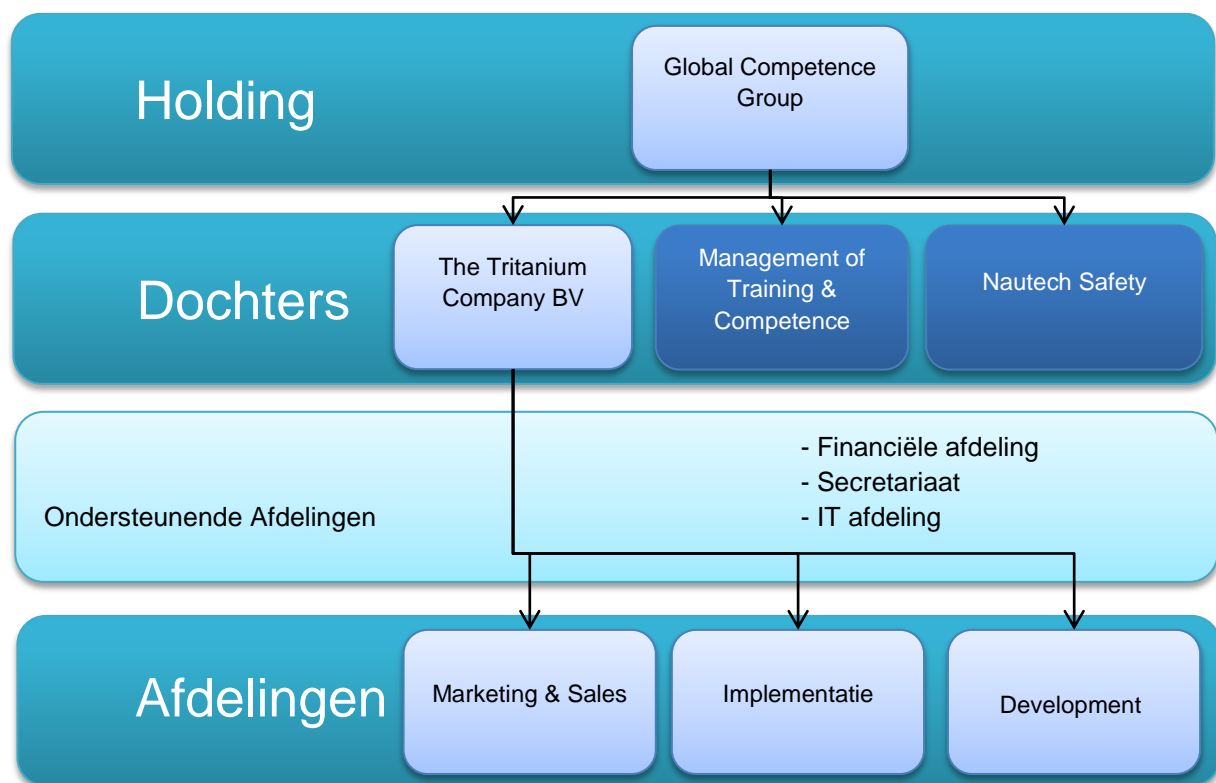 Holding
Global Competence
Group
Dochters
The Tritanium
Company BV
Management of
Training &
Competence
Nautech Safety
Ondersteunende Afdelingen
- Financiële afdeling
- Secretariaat
- IT afdeling
Afdelingen
Marketing & Sales
Implementatie
Development